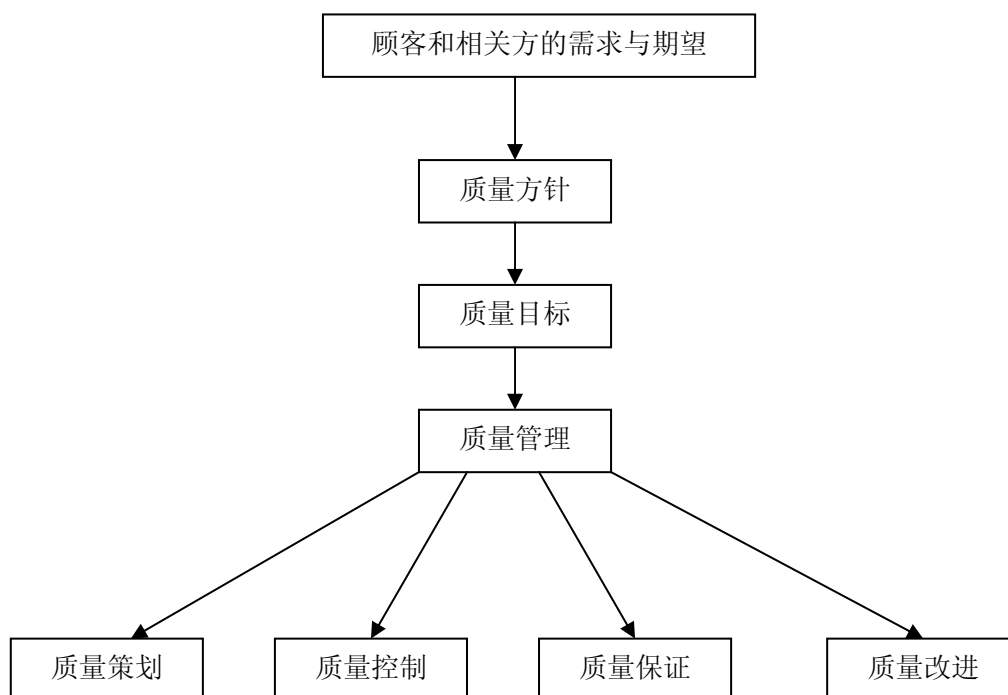 顾客和相关方的需求与期望
质量方针
质量目标
质量管理
质量策划
质量控制
质量保证
质量改进